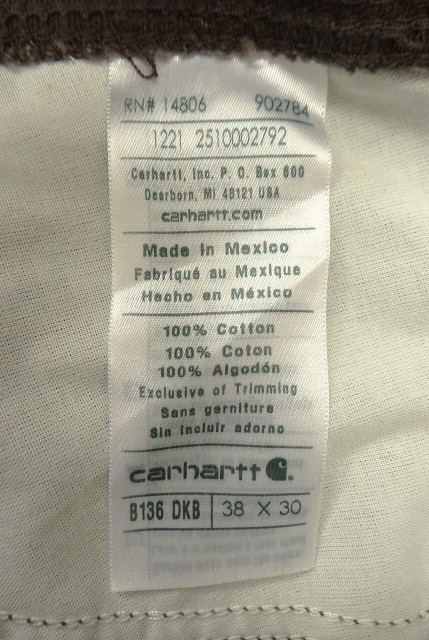 RN# 14806 902784
1221 2510002792
Carhartt, Inc. P. O. Box 600
Dearborn, MI 48121 USA
carhartt.com
Made in Mexico
Fabriqué au Mexique
Hecho en México
100% Cotton
100% Coton
100% Algodón
Exclusive of Trimming
Sans garniture
Sin incluir adorno
carhartt
B136 DKB 38 X 30